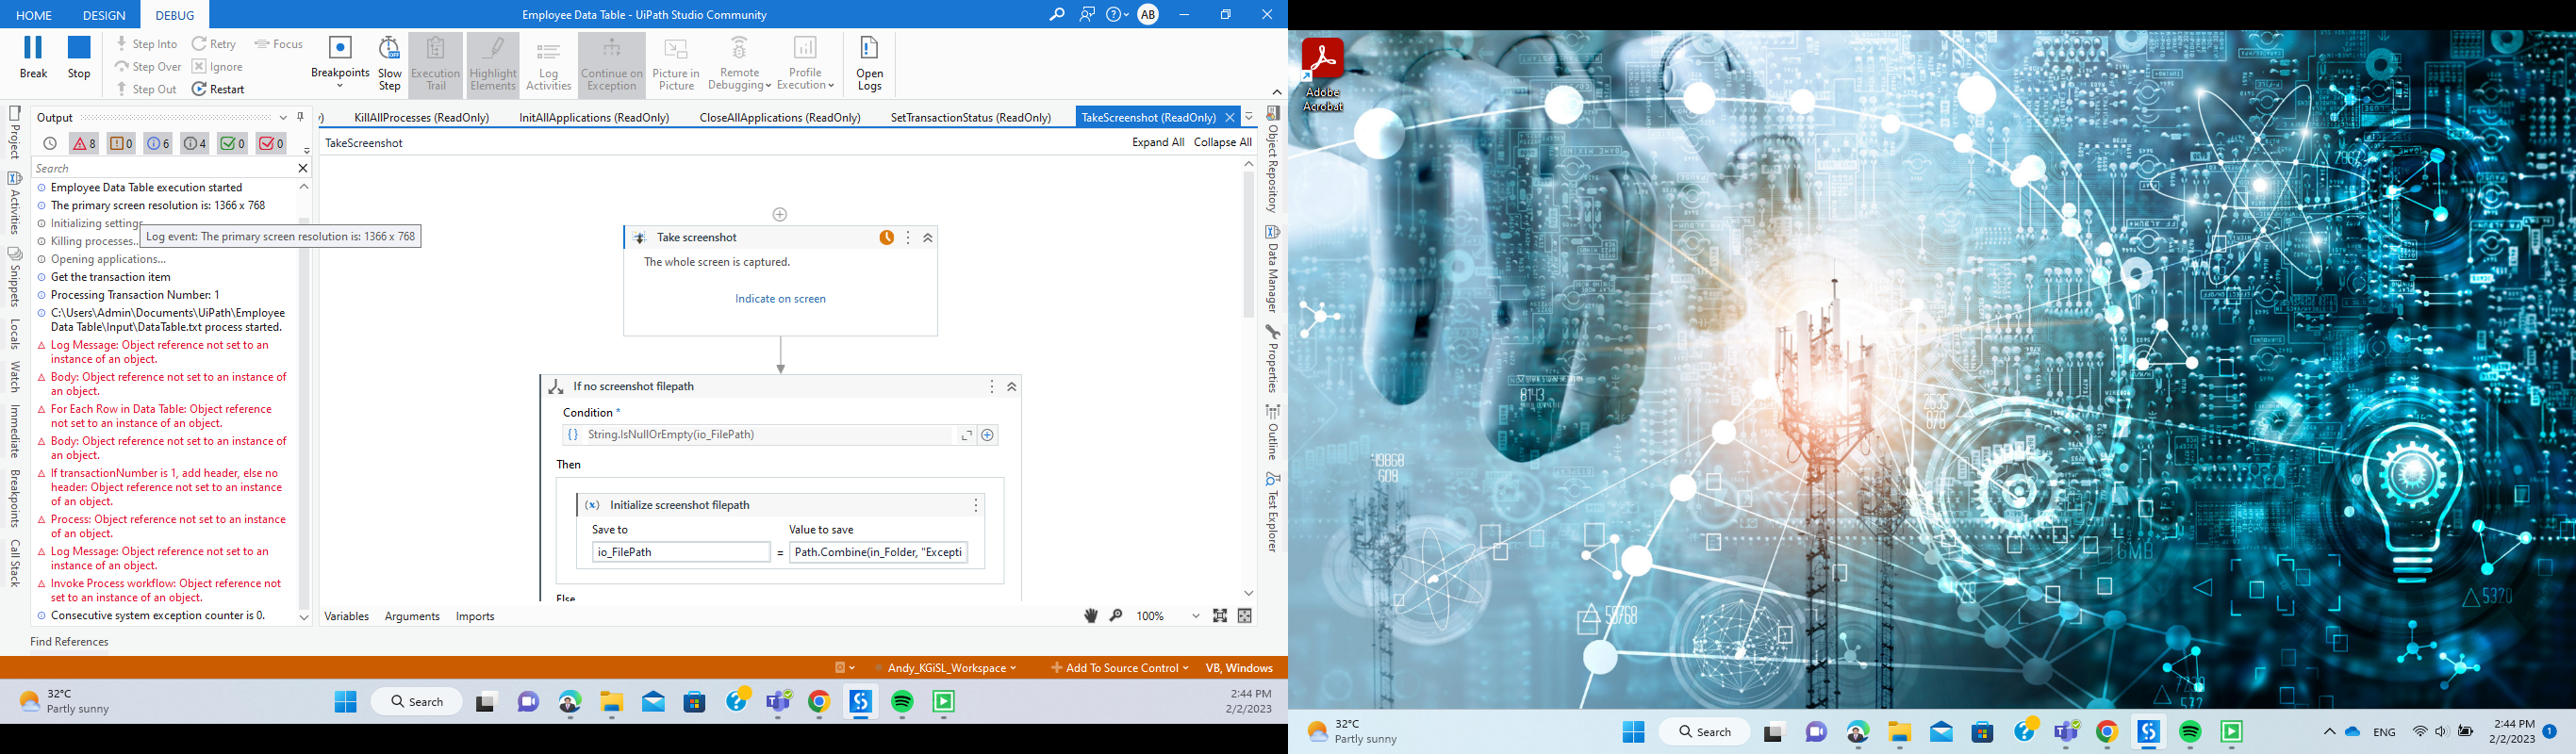 HOME DESIGN DEBUG
Employee Data Table - UiPath Studio Community
AB
Break
Stop
Step Into
Step Over
Step Out
Retry
Ignore
Restart
Focus
Breakpoints
Slow
Step
Execution
Trail
Highlight
Elements
Log
Activities
Continue on
Exception
Picture in
Picture
Remote
Debugging
Profile
Execution
Open
Logs
Project
Activities
Snippets
Locals
Watch
Immediate
Breakpoints
Call Stack
Output
8 0 6 4 0 0
Search
Employee Data Table execution started
The primary screen resolution is: 1366 x 768
Initializing setting
Log event: The primary screen resolution is: 1366 x 768
Killing processes...
Opening applications...
Get the transaction item
Processing Transaction Number: 1
C:\Users\Admin\Documents\UiPath\Employee
Data Table\Input\DataTable.txt process started.
Log Message: Object reference not set to an
instance of an object.
Body: Object reference not set to an instance of
an object.
For Each Row in Data Table: Object reference
not set to an instance of an object.
Body: Object reference not set to an instance of
an object.
If transactionNumber is 1, add header, else no
header: Object reference not set to an instance
of an object.
Process: Object reference not set to an instance
of an object.
Log Message: Object reference not set to an
instance of an object.
Invoke Process workflow: Object reference not
set to an instance of an object.
Consecutive system exception counter is 0.
Find References
KillAllProcesses (ReadOnly) InitAllApplications (ReadOnly) CloseAllApplications (ReadOnly) SetTransactionStatus (ReadOnly) TakeScreenshot (ReadOnly)
TakeScreenshot
Expand All Collapse All
Take screenshot
The whole screen is captured.
Indicate on screen
If no screenshot filepath
Condition *
String.IsNullOrEmpty(io_FilePath)
Then
Initialize screenshot filepath
Save to Value to save
io_FilePath = Path.Combine(in_Folder, "Excepti
Else
Variables Arguments Imports
100%
Object Repository
Data Manager
Properties
Outline
Test Explorer
Andy_KGiSL_Workspace
Add To Source Control
VB, Windows
32°C
Partly sunny
Search
2:44 PM
2/2/2023
Adobe
Acrobat
8143
2535
678
19868
608
59768
6MB
5320
32°C
Partly sunny
Search
ENG
2:44 PM
2/2/2023
1